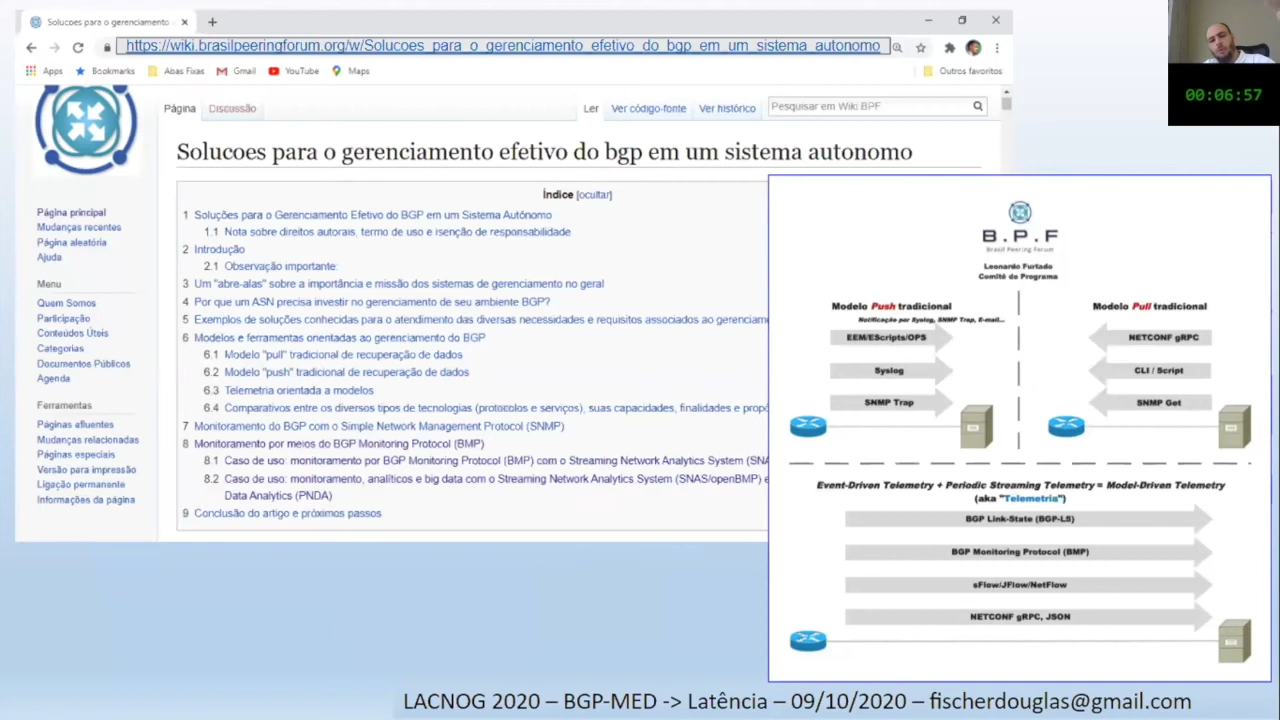 Solucoes para o gerenciamento
https://wiki.brasilpeeringforum.org/w/Solucoes_para_o_gerenciamento_efetivo_do_bgp_em_um_sistema_autonomo
Apps Bookmarks Abas Fixas Gmail YouTube Maps Outros favoritos
00:06:57
Página Discussão Ler Ver código-fonte Ver histórico Pesquisar em Wiki BPF
Solucoes para o gerenciamento efetivo do bgp em um sistema autonomo
Página principal
Mudanças recentes
Página aleatória
Ajuda
Menu
Quem Somos
Participação
Conteúdos Úteis
Categorias
Documentos Públicos
Agenda
Ferramentas
Páginas afluentes
Mudanças relacionadas
Páginas especiais
Versão para impressão
Ligação permanente
Informações da página
Índice [ocultar]
1 Soluções para o Gerenciamento Efetivo do BGP em um Sistema Autônomo
1.1 Nota sobre direitos autorais, termo de uso e isenção de responsabilidade
2 Introdução
2.1 Observação importante:
3 Um "abre-alas" sobre a importância e missão dos sistemas de gerenciamento no geral
4 Por que um ASN precisa investir no gerenciamento de seu ambiente BGP?
5 Exemplos de soluções conhecidas para o atendimento das diversas necessidades e requisitos associados ao gerenciam
6 Modelos e ferramentas orientadas ao gerenciamento do BGP
6.1 Modelo "pull" tradicional de recuperação de dados
6.2 Modelo "push" tradicional de recuperação de dados
6.3 Telemetria orientada a modelos
6.4 Comparativos entre os diversos tipos de tecnologias (protocolos e serviços), suas capacidades, finalidades e propó
7 Monitoramento do BGP com o Simple Network Management Protocol (SNMP)
8 Monitoramento por meios do BGP Monitoring Protocol (BMP)
8.1 Caso de uso: monitoramento por BGP Monitoring Protocol (BMP) com o Streaming Network Analytics System (SNA
8.2 Caso de uso: monitoramento, analíticos e big data com o Streaming Network Analytics System (SNAS/openBMP) e
Data Analytics (PNDA)
9 Conclusão do artigo e próximos passos
B.P.F
Brasil Peering Forum
Leonardo Furtado
Comitê de Programa
Modelo Push tradicional
Notificação por Syslog, SNMP Trap, E-mail...
EEM/EScripts/OPS
Syslog
SNMP Trap
Modelo Pull tradicional
NETCONF gRPC
CLI / Script
SNMP Get
Event-Driven Telemetry + Periodic Streaming Telemetry = Model-Driven Telemetry
(aka "Telemetria")
BGP Link-State (BGP-LS)
BGP Monitoring Protocol (BMP)
sFlow/JFlow/NetFlow
NETCONF gRPC, JSON
LACNOG 2020 – BGP-MED -> Latência – 09/10/2020 – fischerdouglas@gmail.com